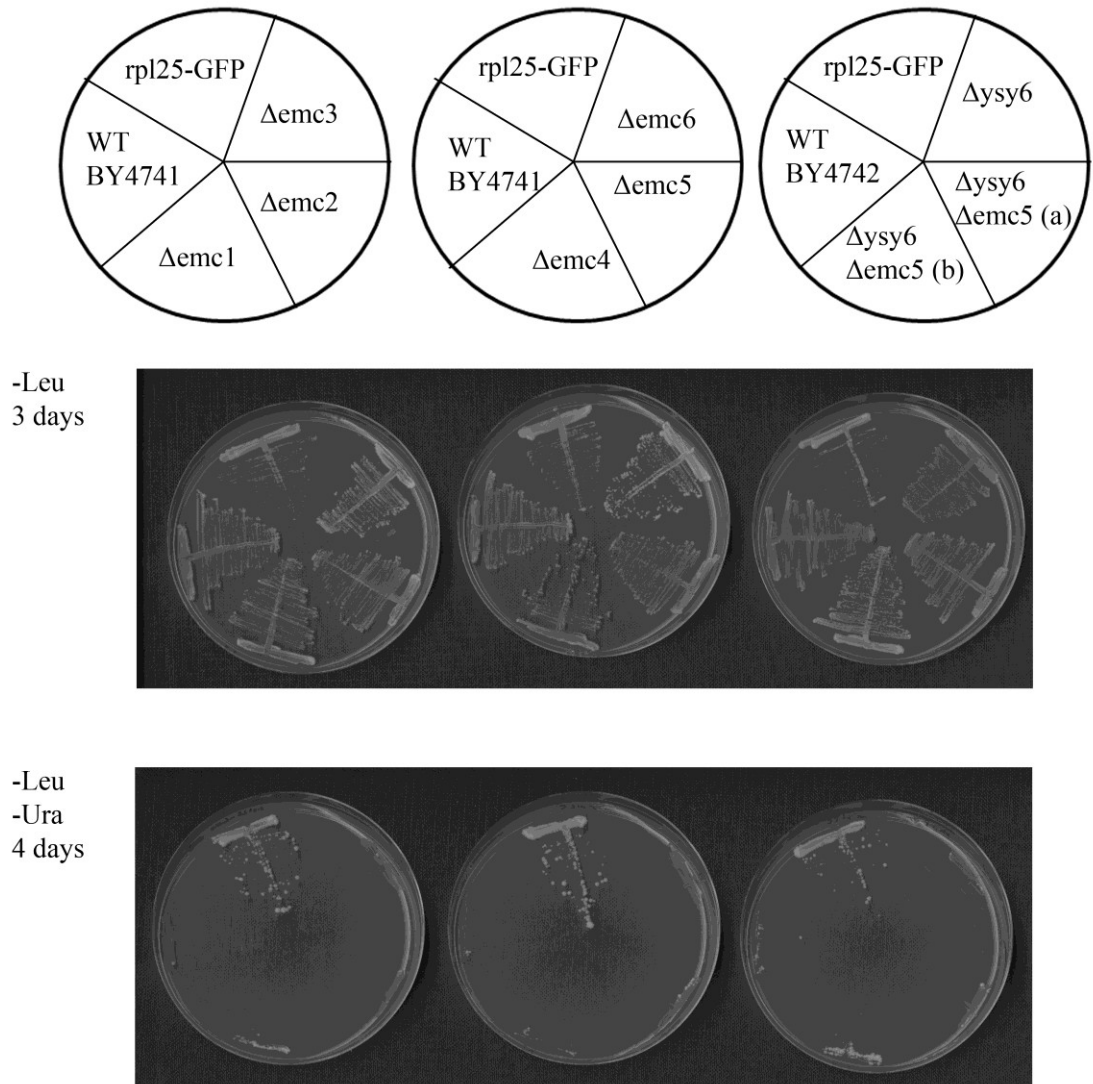 rpl25-GFP
Δemc3
WT
BY4741
Δemc2
Δemc1
rpl25-GFP
Δemc6
WT
BY4741
Δemc5
Δemc4
rpl25-GFP
Δysy6
WT
BY4742
Δysy6
Δemc5 (a)
Δysy6
Δemc5 (b)
-Leu
3 days
-Leu
-Ura
4 days